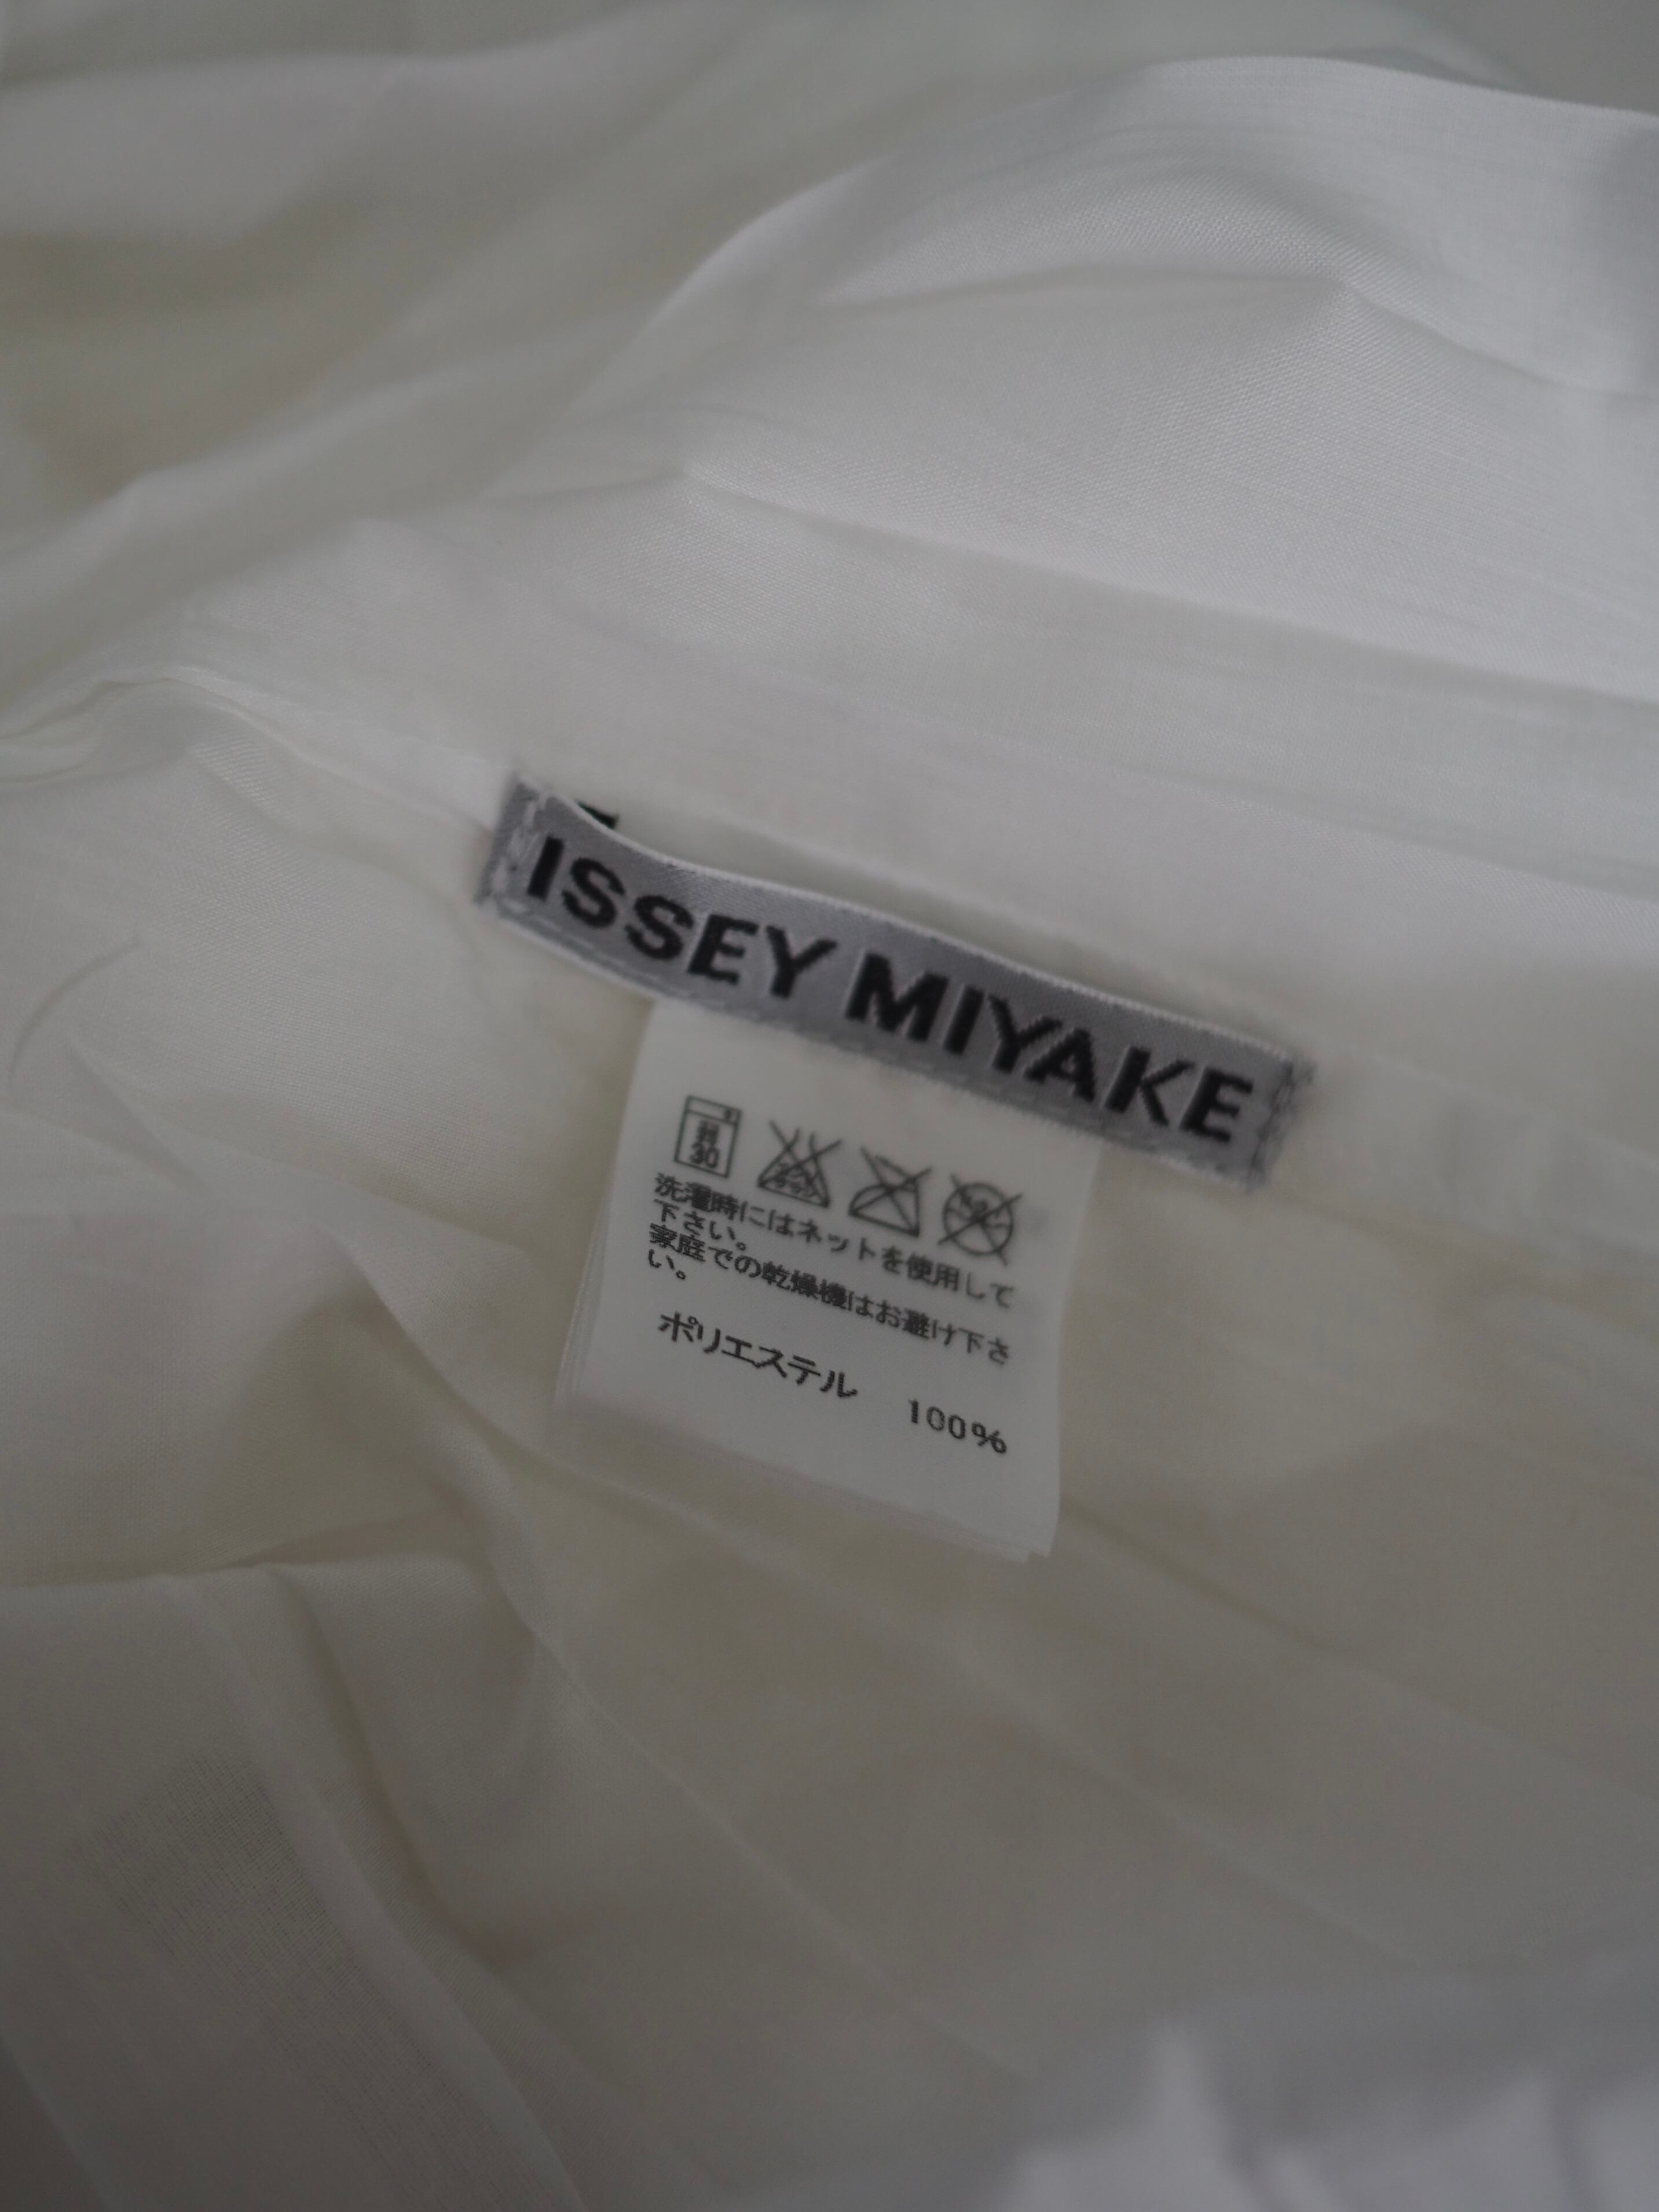 ISSEY MIYAKE
弱
30
洗濯時にはネットを使用して
下さい。
家庭での乾燥機はお避け下さ
い。
ポリエステル 100%